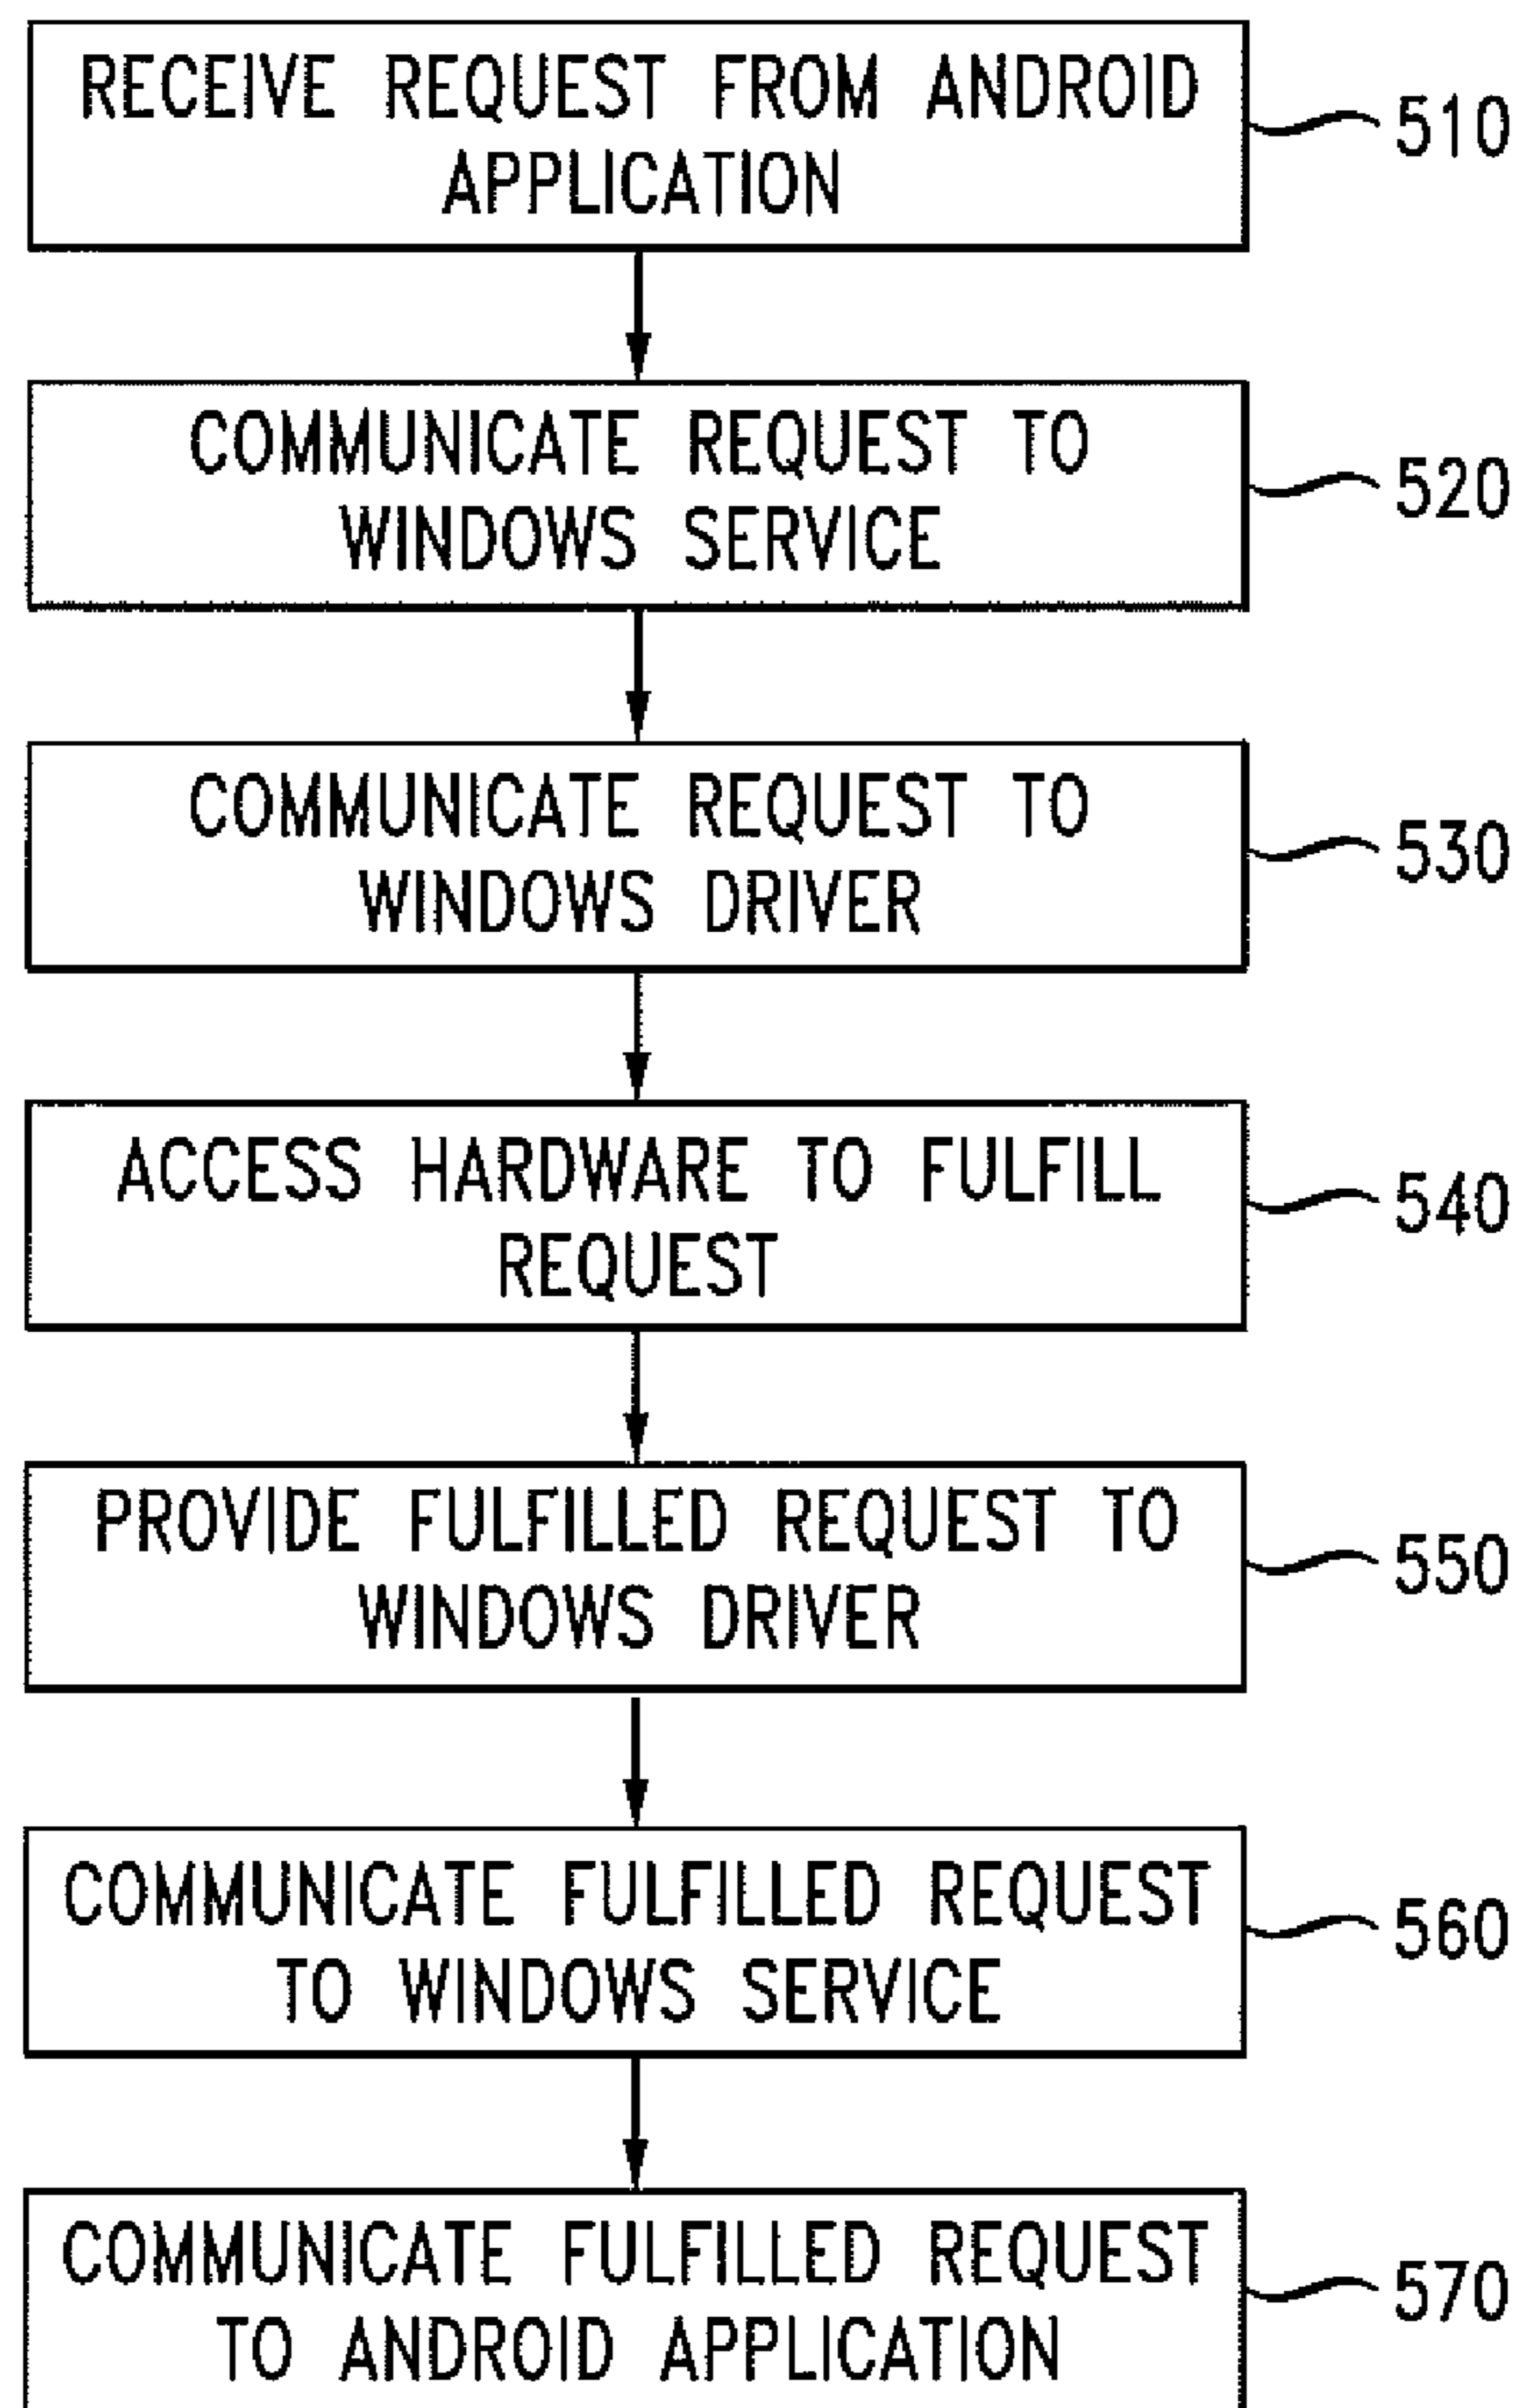 RECEIVE REQUEST FROM ANDROID
APPLICATION
510
COMMUNICATE REQUEST TO
WINDOWS SERVICE
520
COMMUNICATE REQUEST TO
WINDOWS DRIVER
530
ACCESS HARDWARE TO FULFILL
REQUEST
540
PROVIDE FULFILLED REQUEST TO
WINDOWS DRIVER
550
COMMUNICATE FULFILLED REQUEST
TO WINDOWS SERVICE
560
COMMUNICATE FULFILLED REQUEST
TO ANDROID APPLICATION
570